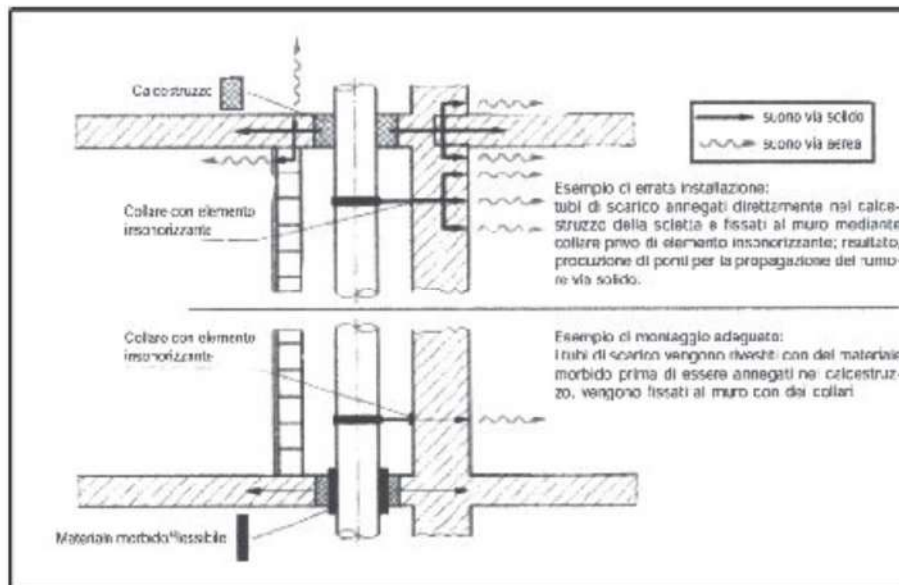 Calcestruzzo
suono via solido
suono via aerea
Collare con elemento
insonorizzante
Esempio di errata installazione:
tubi di scarico annegati direttamente nel calce-
struzzo della soletta e fissati al muro mediante
collare privo di elemento insonorizzante; risultato,
produzione di ponti per la propagazione del rumo-
re via solido.
Collare con elemento
insonorizzante
Esempio di montaggio adeguato:
I tubi di scarico vengono rivestiti con del materiale
morbido prima di essere annegati nel calcestruz-
zo, vengono fissati al muro con dei collari
Materiale morbido/flessibile